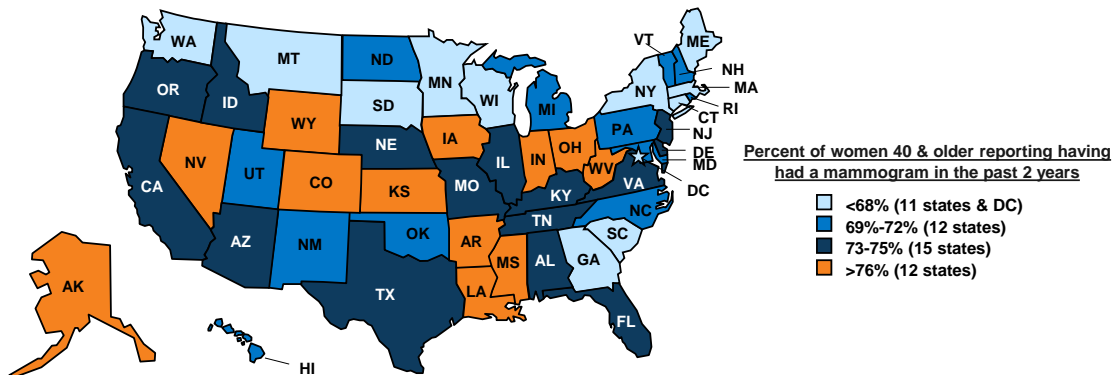 WA
MT
ND
MN
VT
ME
NH
MA
RI
CT
NJ
DE
MD
DC
OR
ID
SD
WI
MI
NY
PA
WY
IA
NE
IL
IN
OH
WV
VA
NV
UT
CO
KS
MO
KY
CA
TN
NC
AZ
NM
OK
AR
SC
MS
AL
GA
TX
LA
FL
AK
HI
Percent of women 40 & older reporting having
had a mammogram in the past 2 years
<68% (11 states & DC)
69%-72% (12 states)
73-75% (15 states)
>76% (12 states)